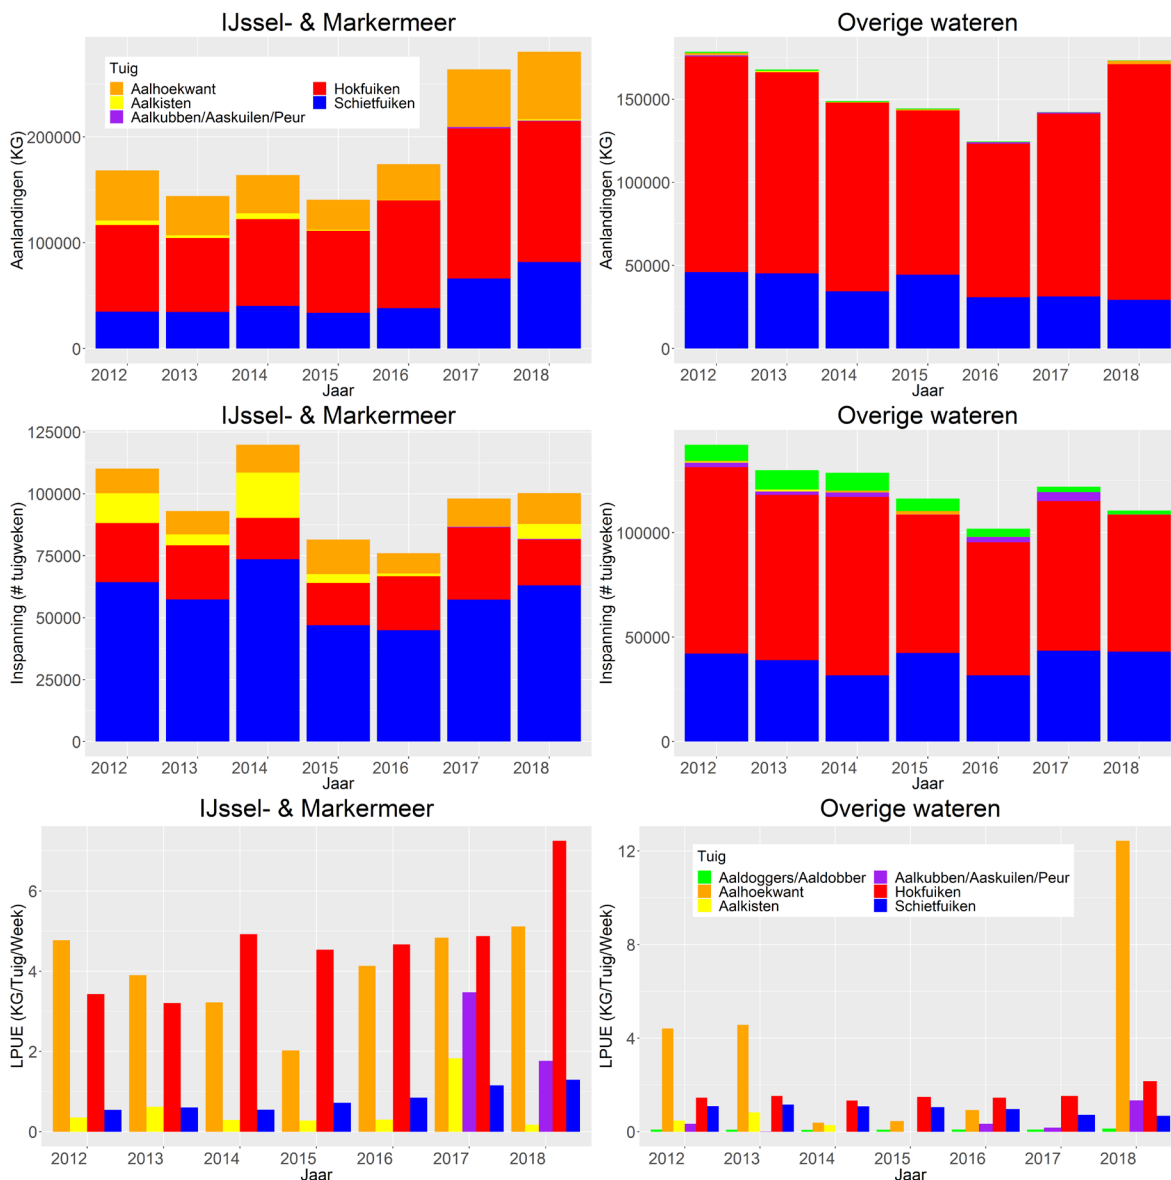 IJssel- & Markermeer
Aanlandingen (KG)
200000
100000
0
Tuig
Aalhoekwant
Aalkisten
Aalkubben/Aaskuilen/Peur
Hokfuiken
Schietfuiken
2012 2013 2014 2015 2016 2017 2018
Jaar
Overige wateren
Aanlandingen (KG)
150000
100000
50000
0
2012 2013 2014 2015 2016 2017 2018
Jaar
IJssel- & Markermeer
Inspanning (# tuigweken)
125000
100000
75000
50000
25000
0
2012 2013 2014 2015 2016 2017 2018
Jaar
Overige wateren
Inspanning (# tuigweken)
100000
50000
0
2012 2013 2014 2015 2016 2017 2018
Jaar
IJssel- & Markermeer
LPUE (KG/Tuig/Week)
6
4
2
0
2012 2013 2014 2015 2016 2017 2018
Jaar
Overige wateren
LPUE (KG/Tuig/Week)
12
8
4
0
Tuig
Aaldoggers/Aaldobber
Aalhoekwant
Aalkisten
Aalkubben/Aaskuilen/Peur
Hokfuiken
Schietfuiken
2012 2013 2014 2015 2016 2017 2018
Jaar